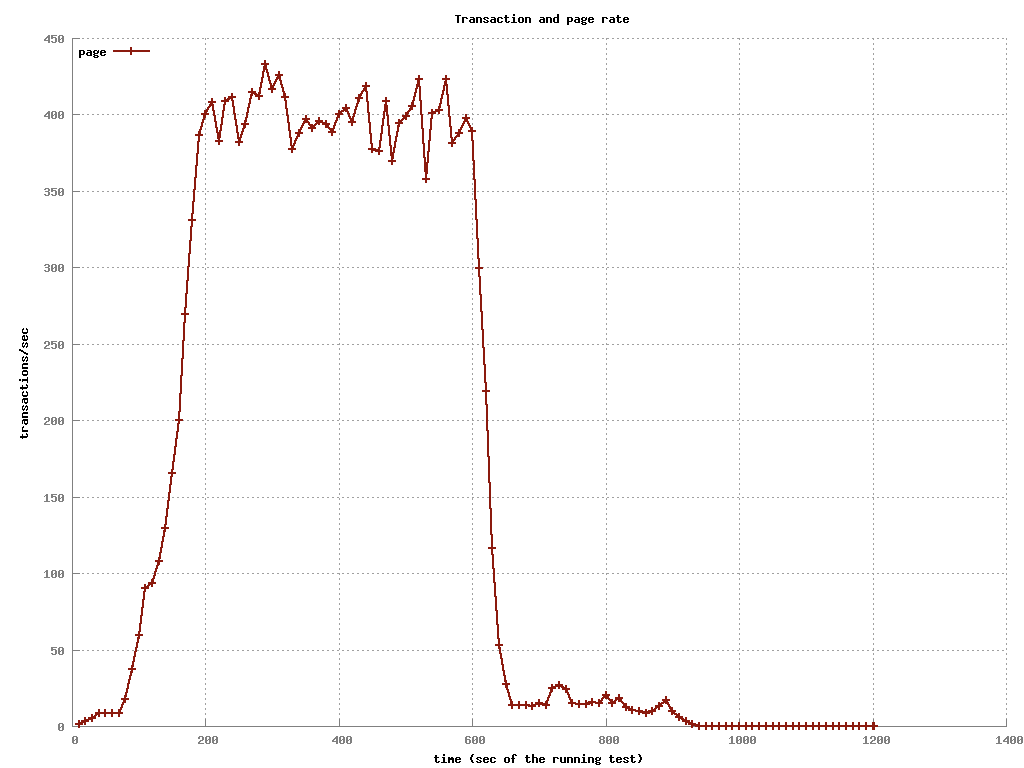 Transaction and page rate
450
page
400
350
300
250
transactions/sec
200
150
100
50
0
0 200 400 600 800 1000 1200 1400
time (sec of the running test)